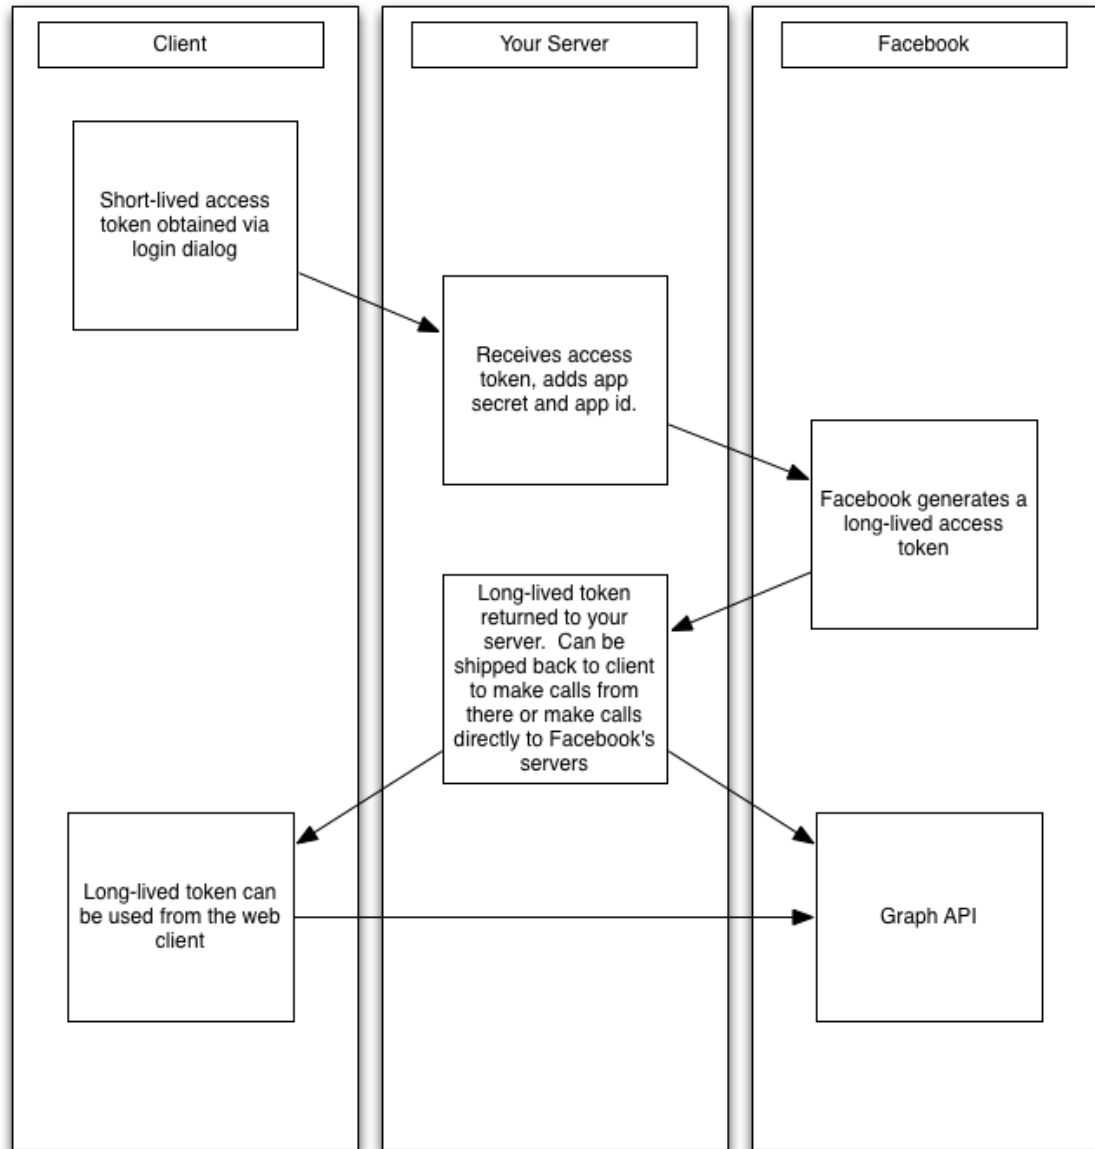 Client
Your Server
Facebook
Short-lived access
token obtained via
login dialog
Receives access
token, adds app
secret and app id.
Facebook generates a
long-lived access
token
Long-lived token
returned to your
server.  Can be
shipped back to client
to make calls from
there or make calls
directly to Facebook's
servers
Long-lived token can
be used from the web
client
Graph API